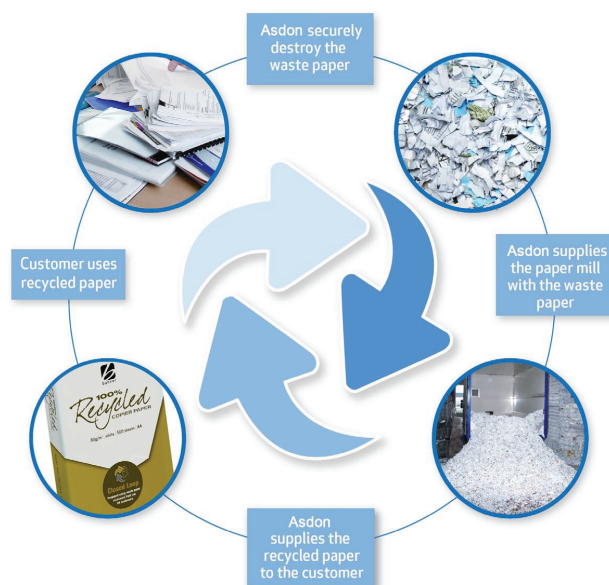 Asdon securely
destroy the
waste paper
Customer uses
recycled paper
Asdon supplies
the paper mill
with the waste
paper
100%
Recycled
COPIER PAPER
Closed Loop
Asdon
supplies the
recycled paper
to the customer